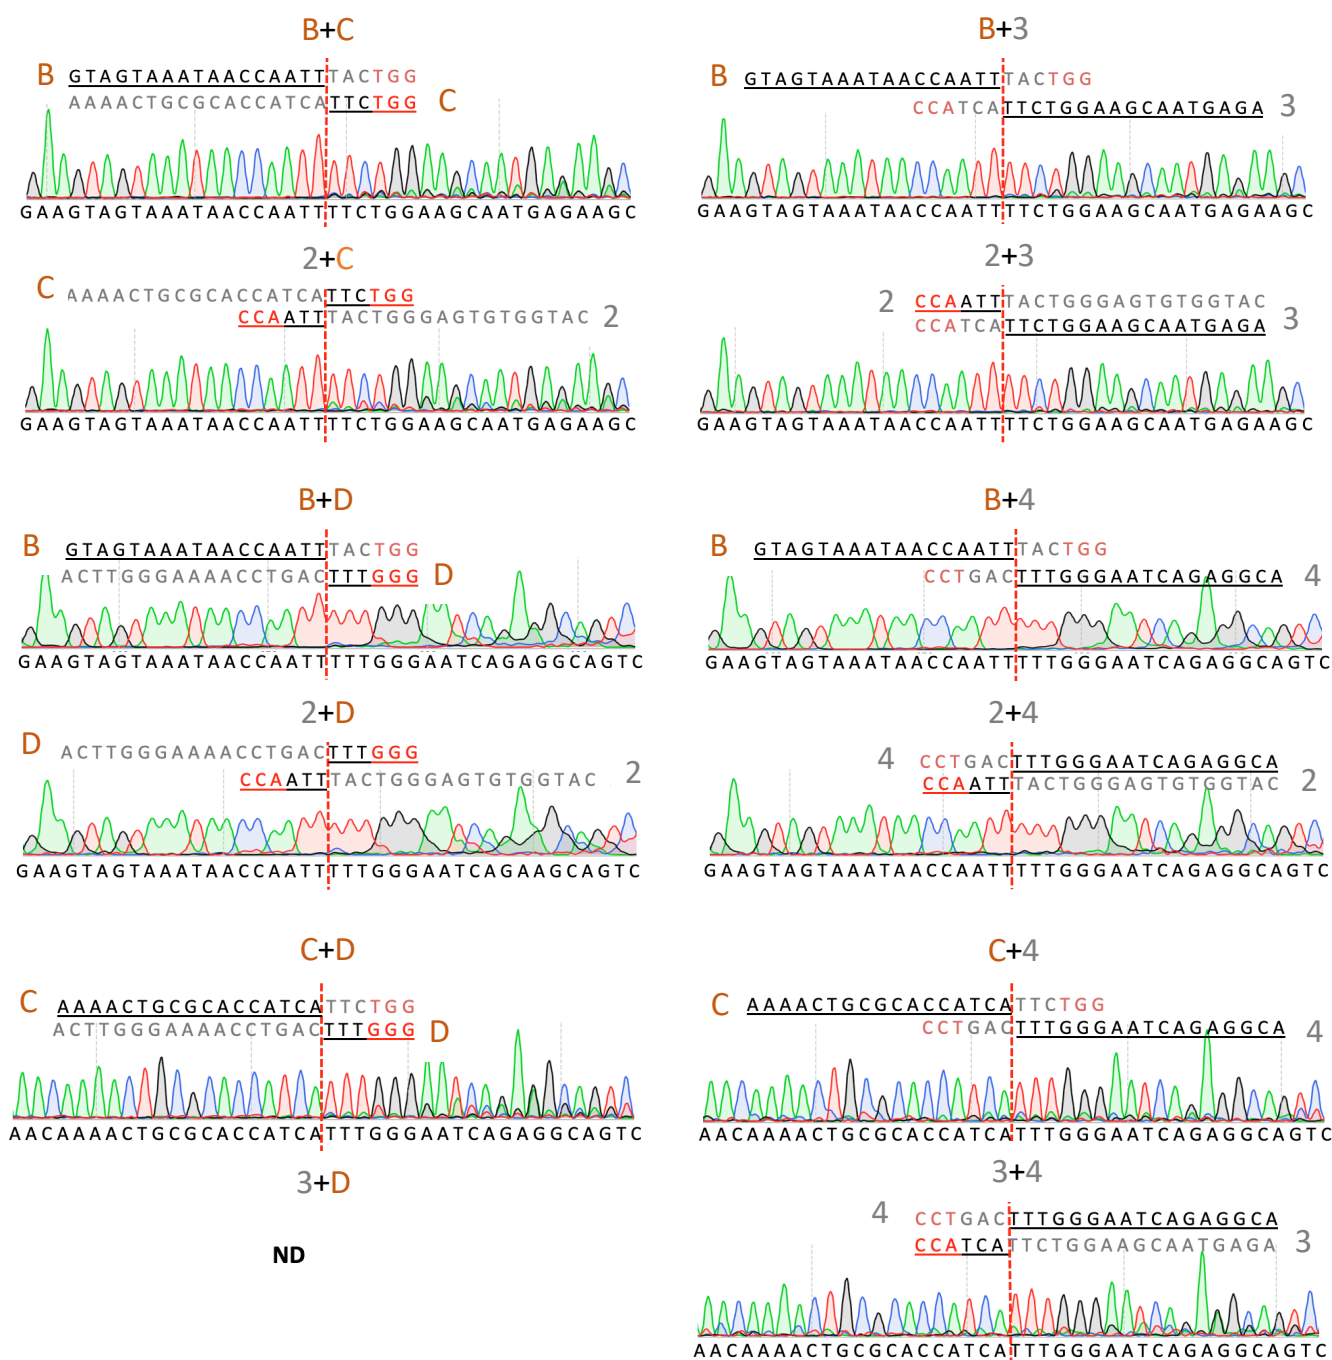 B+C
B GTAGTAAATAACCAATTTACTGG
AAAACTGCGCACCATCATTCTGG C
GAAGTAGTAAATAACCAATTTTCTGGAAGCAATGAGAAGC
2+C
C AAAACTGCGCACCATCATTCTGG
CCAATTTACTGGGAGTGTGGTAC 2
GAAGTAGTAAATAACCAATTTTCTGGAAGCAATGAGAAGC
B+D
B GTAGTAAATAACCAATTTACTGG
ACTTGGGAAAACCTGACTTTGGG D
GAAGTAGTAAATAACCAATTTTTGGGAATCAGAGGCAGTC
2+D
D ACTTGGGAAAACCTGACTTTGGG
CCAATTTACTGGGAGTGTGGTAC 2
GAAGTAGTAAATAACCAATTTTTGGGAATCAGAAGCAGTC
C+D
C AAAACTGCGCACCATCATTCTGG
ACTTGGGAAAACCTGACTTTGGG D
AACAAAACTGCGCACCATCATTTGGGAATCAGAGGCAGTC
3+D
ND
B+3
B GTAGTAAATAACCAATTTACTGG
CCATCATTCTGGAAGCAATGAGA 3
GAAGTAGTAAATAACCAATTTTCTGGAAGCAATGAGAAGC
2+3
2 CCAATTTACTGGGAGTGTGGTAC
CCATCATTCTGGAAGCAATGAGA 3
GAAGTAGTAAATAACCAATTTTCTGGAAGCAATGAGAAGC
B+4
B GTAGTAAATAACCAATTTACTGG
CCTGACTTTGGGAATCAGAGGCA 4
GAAGTAGTAAATAACCAATTTTTGGGAATCAGAGGCAGTC
2+4
4 CCTGACTTTGGGAATCAGAGGCA
CCAATTTACTGGGAGTGTGGTAC 2
GAAGTAGTAAATAACCAATTTTTGGGAATCAGAGGCAGTC
C+4
C AAAACTGCGCACCATCATTCTGG
CCTGACTTTGGGAATCAGAGGCA 4
AACAAAACTGCGCACCATCATTTGGGAATCAGAGGCAGTC
3+4
4 CCTGACTTTGGGAATCAGAGGCA
CCATCATTCTGGAAGCAATGAGA 3
AACAAAACTGCGCACCATCATTTGGGAATCAGAGGCAGTC